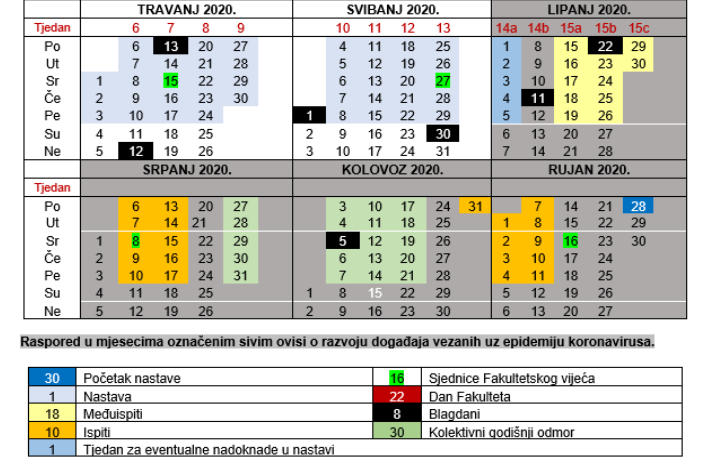 TRAVANJ 2020. SVIBANJ 2020. LIPANJ 2020.
Tjedan 6 7 8 9 10 11 12 13 14a 14b 15a 15b 15c
Po 6 13 20 27 4 11 18 25 1 8 15 22 29
Ut 7 14 21 28 5 12 19 26 2 9 16 23 30
Sr 1 8 15 22 29 6 13 20 27 3 10 17 24
Če 2 9 16 23 30 7 14 21 28 4 11 18 25
Pe 3 10 17 24 1 8 15 22 29 5 12 19 26
Su 4 11 18 25 2 9 16 23 30 6 13 20 27
Ne 5 12 19 26 3 10 17 24 31 7 14 21 28
SRPANJ 2020. KOLOVOZ 2020. RUJAN 2020.
Tjedan
Po 6 13 20 27 3 10 17 24 31 7 14 21 28
Ut 7 14 21 28 4 11 18 25 1 8 15 22 29
Sr 1 8 15 22 29 5 12 19 26 2 9 16 23 30
Če 2 9 16 23 30 6 13 20 27 3 10 17 24
Pe 3 10 17 24 31 7 14 21 28 4 11 18 25
Su 4 11 18 25 1 8 15 22 29 5 12 19 26
Ne 5 12 19 26 2 9 16 23 30 6 13 20 27
Raspored u mjesecima označenim sivim ovisi o razvoju događaja vezanih uz epidemiju koronavirusa.
30 Početak nastave 16 Sjednice Fakultetskog vijeća
1 Nastava 22 Dan Fakulteta
18 Međuispiti 8 Blagdani
10 Ispiti 30 Kolektivni godišnji odmor
1 Tjedan za eventualne nadoknade u nastavi